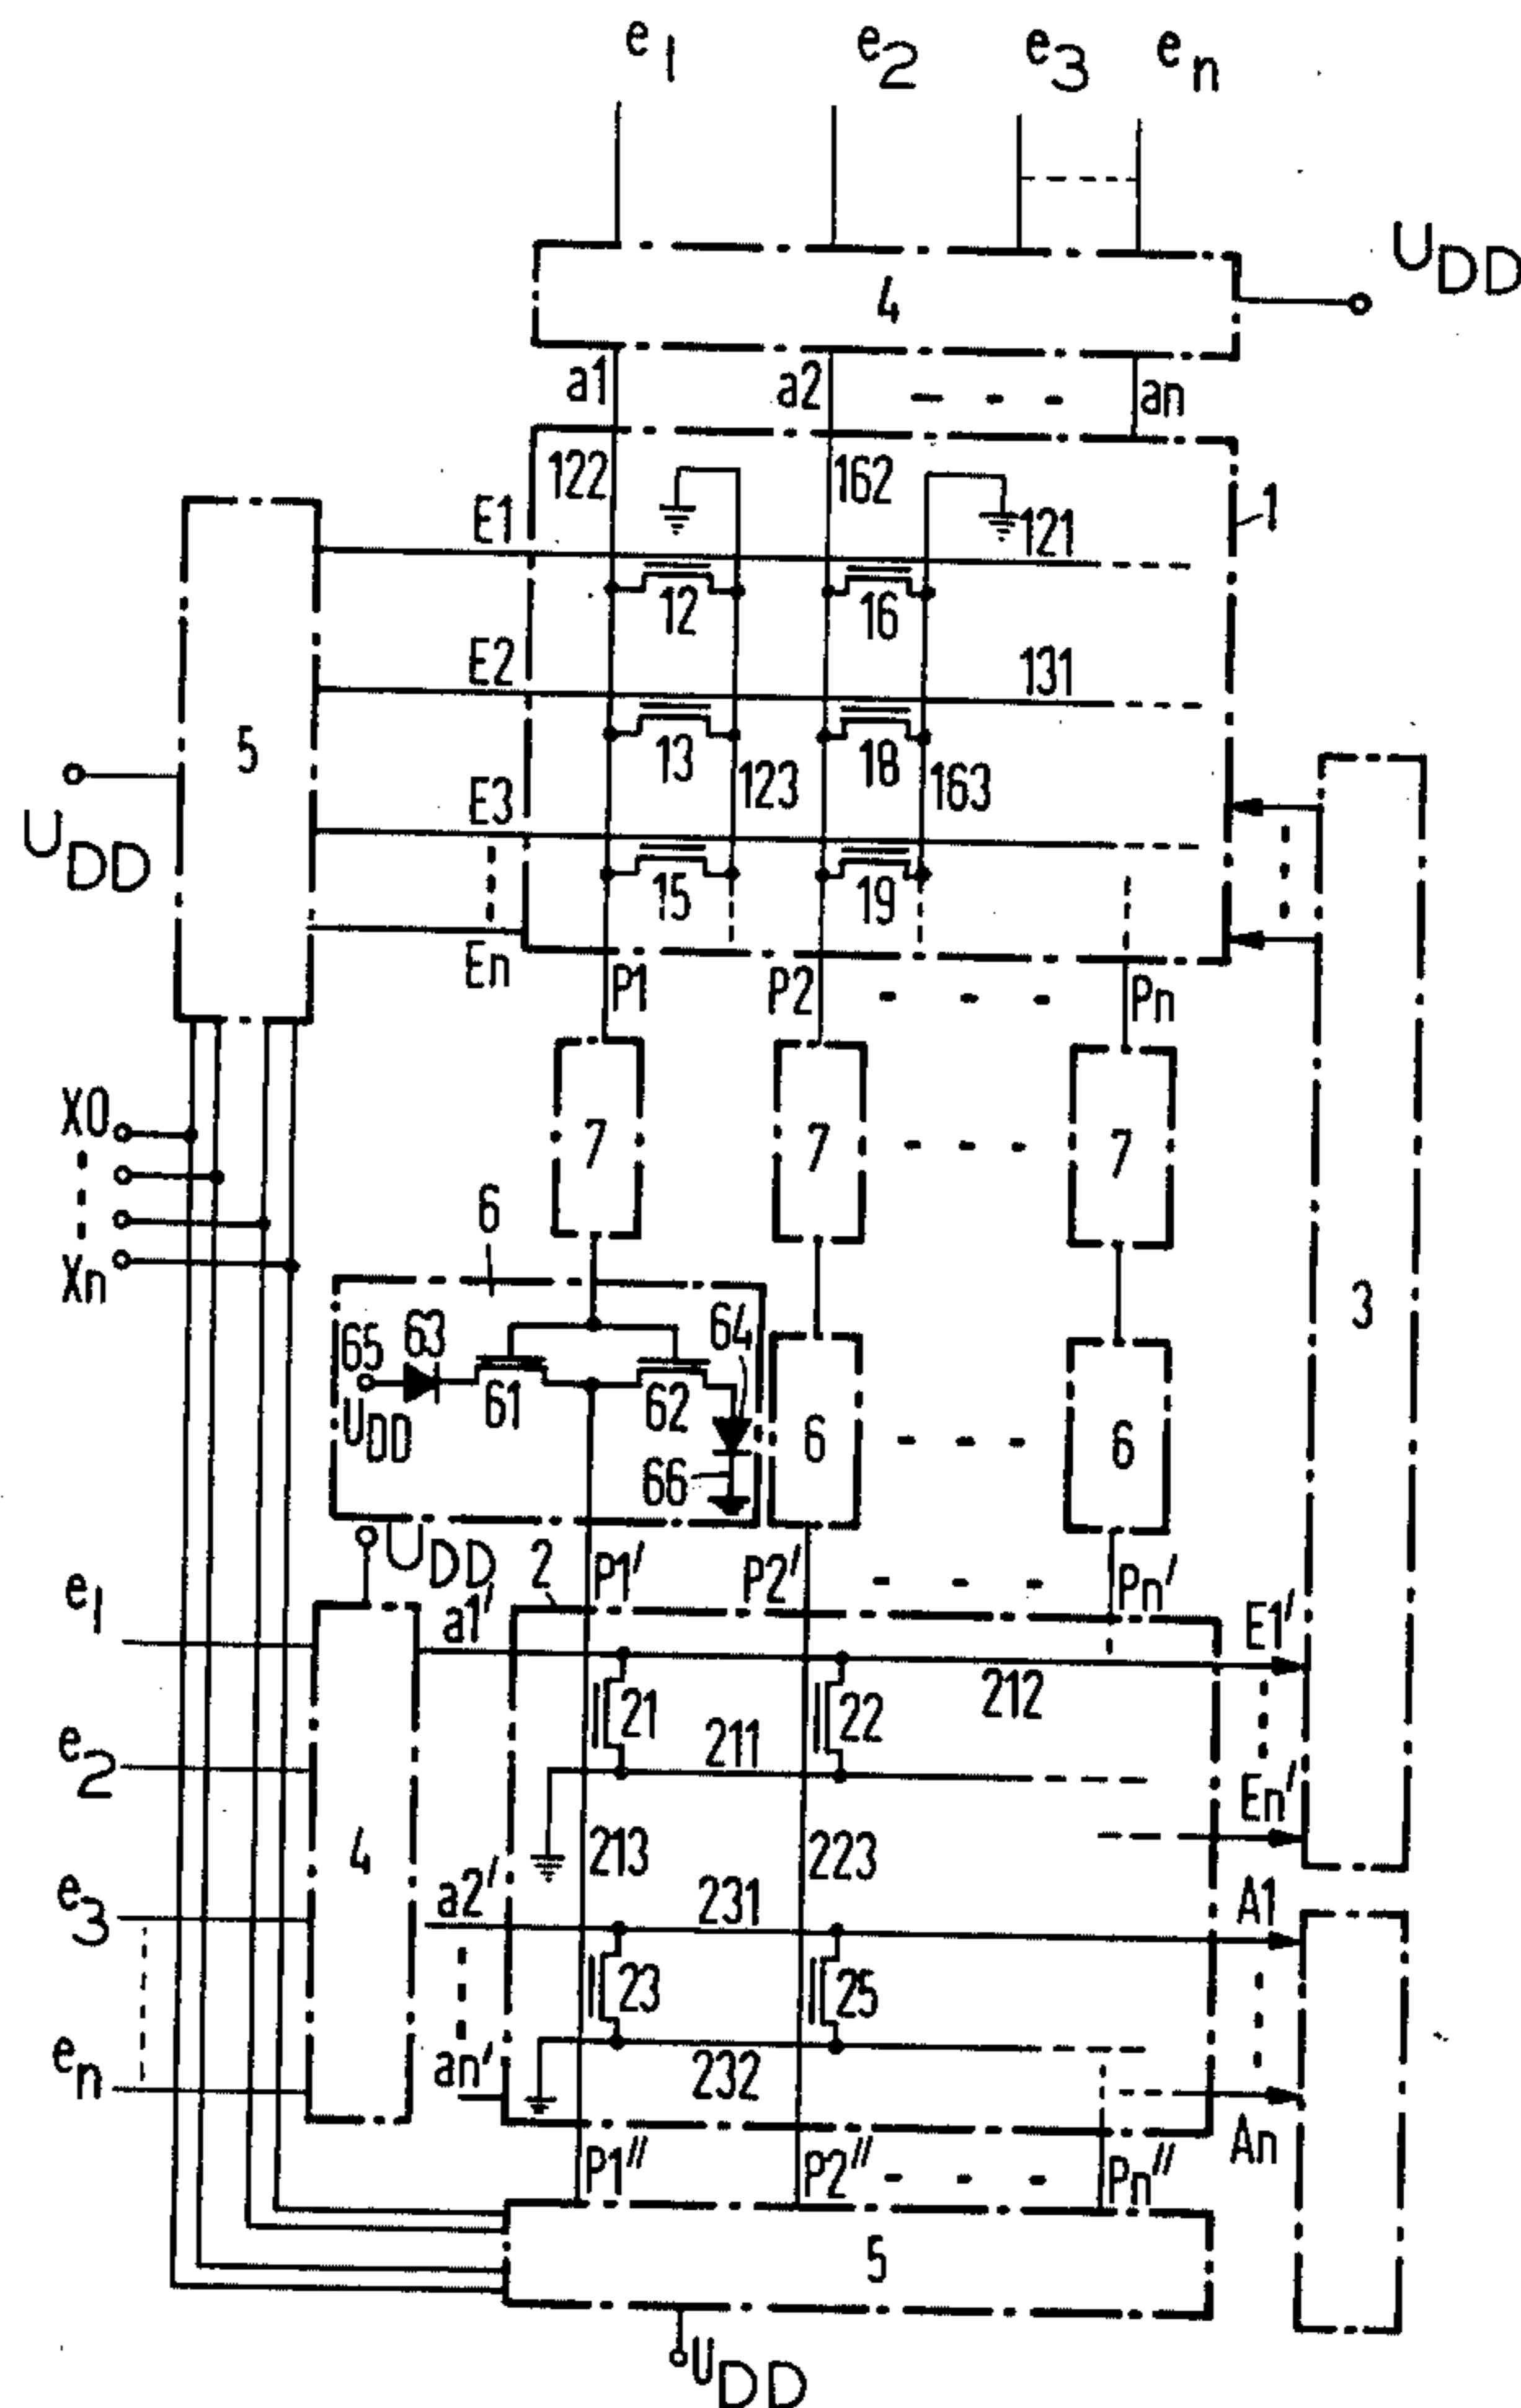 e1 e2 e3 en
UDD
4
a1 a2 an
122 162
E1 121 1
12 16
E2 131
5 13 18
123 163
E3
UDD
15 19
En
P1 P2 Pn
X0
7 7 7
6
Xn 3
65 63 64
61 62
UDD 6 6
66
UDD
P1′ 2 P2′ Pn′
e1 a1′ E1′
21 22 212
e2 211
En′
4 213 223
e3 a2′ 231 A1
23 25
en an′ 232
An
P1″ P2″ Pn″
5
UDD